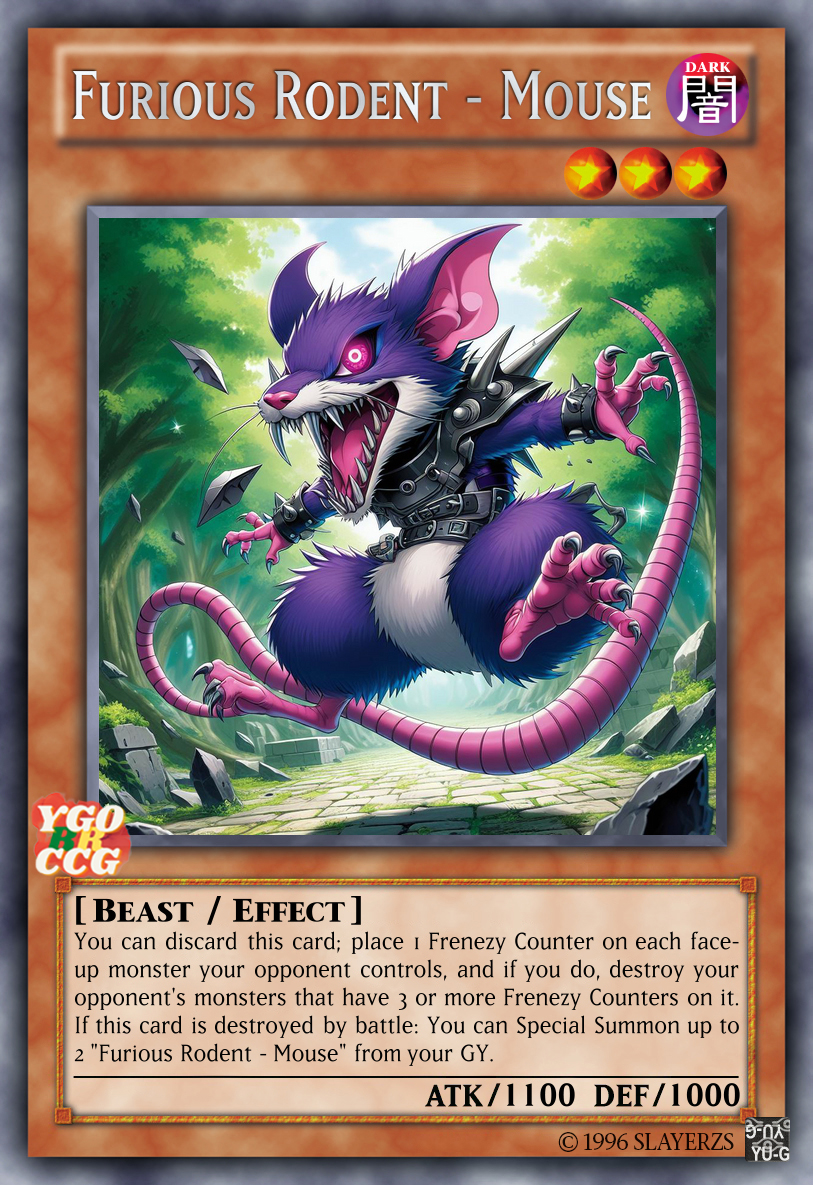 FURIOUS RODENT - MOUSE
DARK
闇
YGO
BR
CCG
[ BEAST / EFFECT ]
You can discard this card; place 1 Frenezy Counter on each face-
up monster your opponent controls, and if you do, destroy your
opponent's monsters that have 3 or more Frenezy Counters on it.
If this card is destroyed by battle: You can Special Summon up to
2 "Furious Rodent - Mouse" from your GY.
ATK/1100 DEF/1000
© 1996 SLAYERZS
YU-G
YU-G